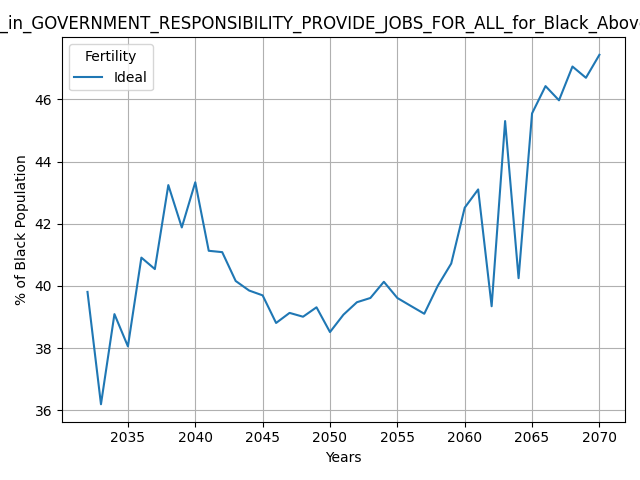 _in_GOVERNMENT_RESPONSIBILITY_PROVIDE_JOBS_FOR_ALL_for_Black_Above
Fertility
Ideal
% of Black Population
46
44
42
40
38
36
2035 2040 2045 2050 2055 2060 2065 2070
Years